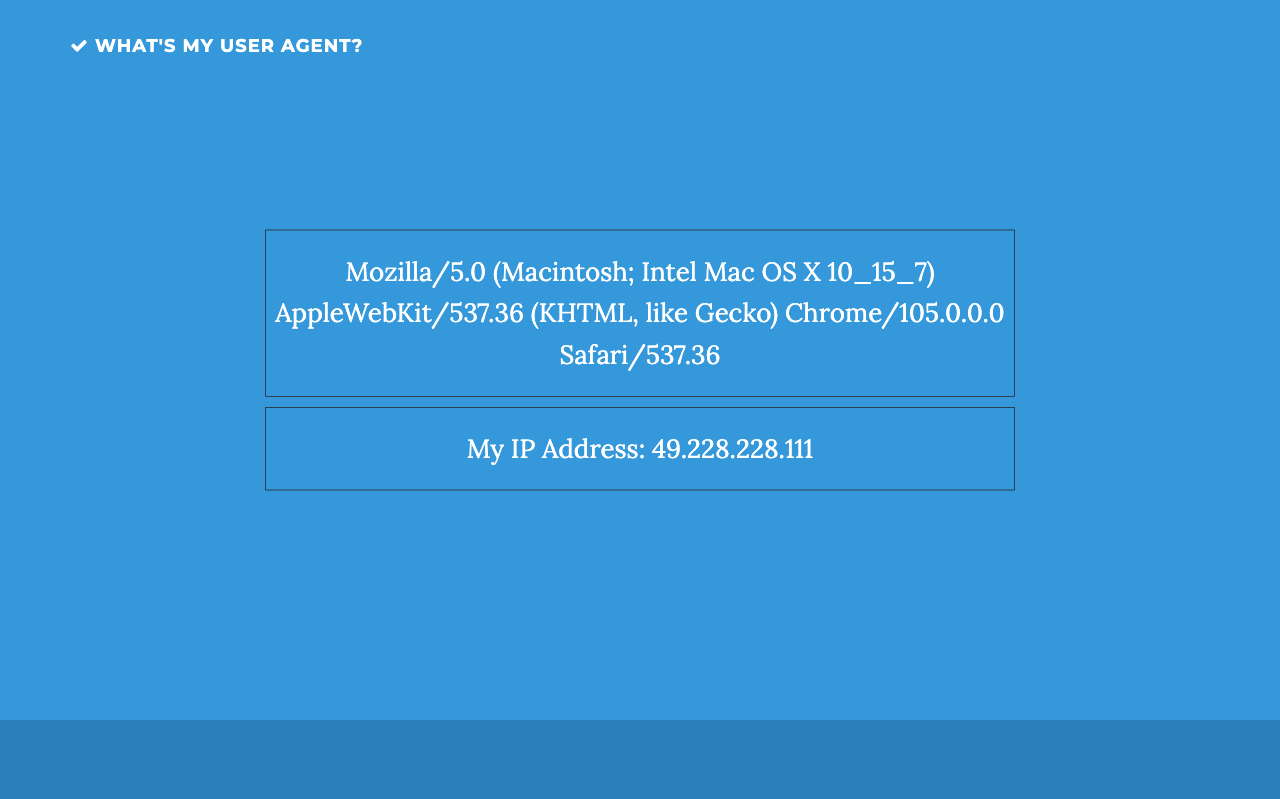 WHAT'S MY USER AGENT?
Mozilla/5.0 (Macintosh; Intel Mac OS X 10_15_7)
AppleWebKit/537.36 (KHTML, like Gecko) Chrome/105.0.0.0
Safari/537.36
My IP Address: 49.228.228.111